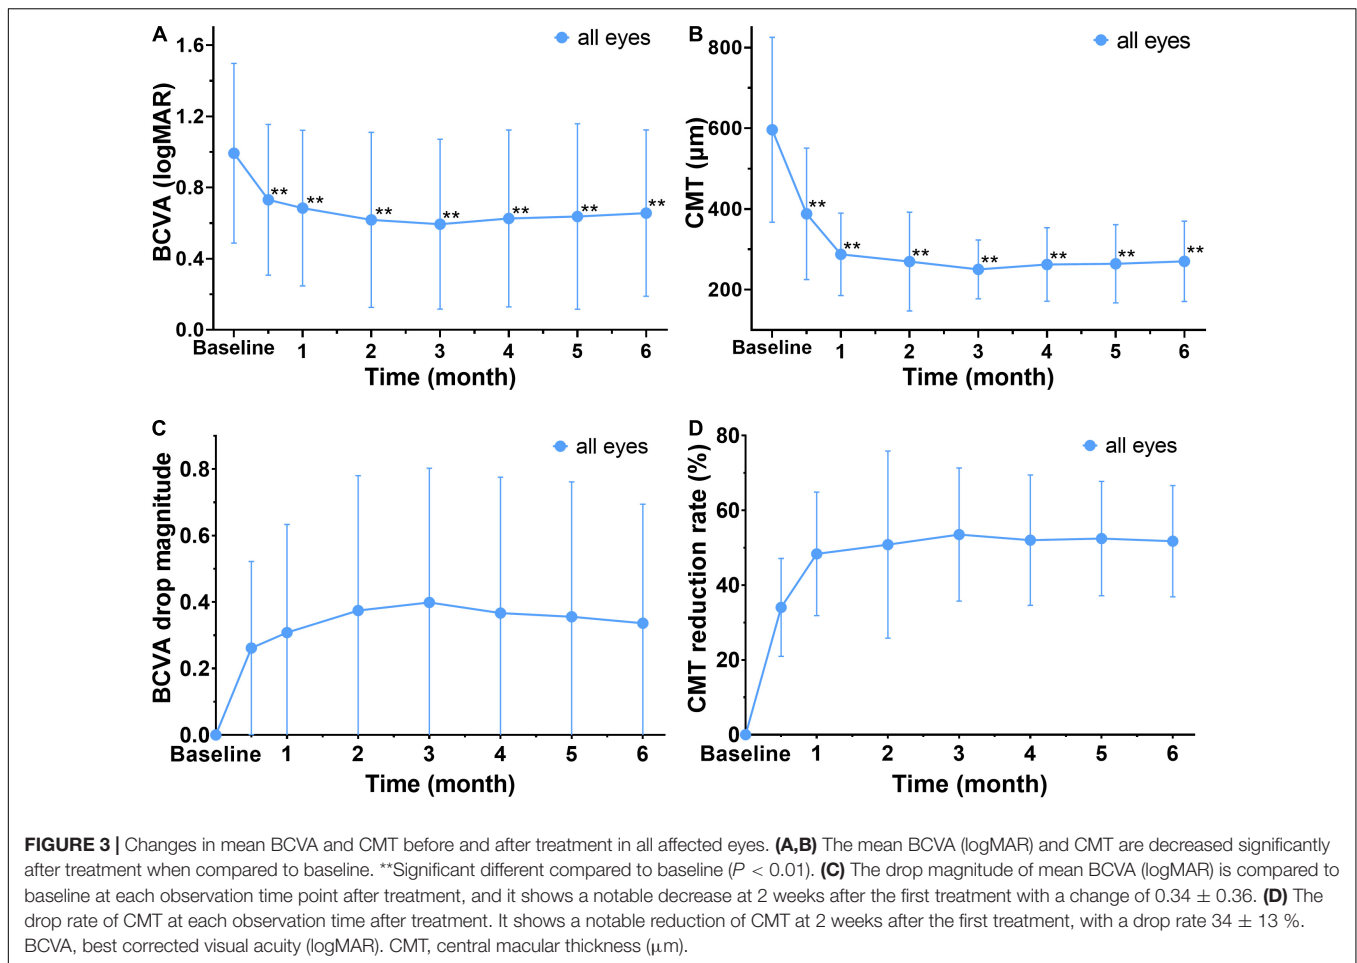 A
all eyes
1.6
1.2
0.8
0.4
0.0
BCVA (logMAR)
**
**
**
**
**
**
**
Baseline 1 2 3 4 5 6
Time (month)
B
all eyes
800
600
400
200
CMT (μm)
**
**
**
**
**
**
**
Baseline 1 2 3 4 5 6
Time (month)
C
all eyes
0.8
0.6
0.4
0.2
0.0
BCVA drop magnitude
Baseline 1 2 3 4 5 6
Time (month)
D
all eyes
80
60
40
20
0
CMT reduction rate (%)
Baseline 1 2 3 4 5 6
Time (month)
FIGURE 3 | Changes in mean BCVA and CMT before and after treatment in all affected eyes. (A,B) The mean BCVA (logMAR) and CMT are decreased significantly
after treatment when compared to baseline. **Significant different compared to baseline (P < 0.01). (C) The drop magnitude of mean BCVA (logMAR) is compared to
baseline at each observation time point after treatment, and it shows a notable decrease at 2 weeks after the first treatment with a change of 0.34 ± 0.36. (D) The
drop rate of CMT at each observation time after treatment. It shows a notable reduction of CMT at 2 weeks after the first treatment, with a drop rate 34 ± 13 %.
BCVA, best corrected visual acuity (logMAR). CMT, central macular thickness (μm).